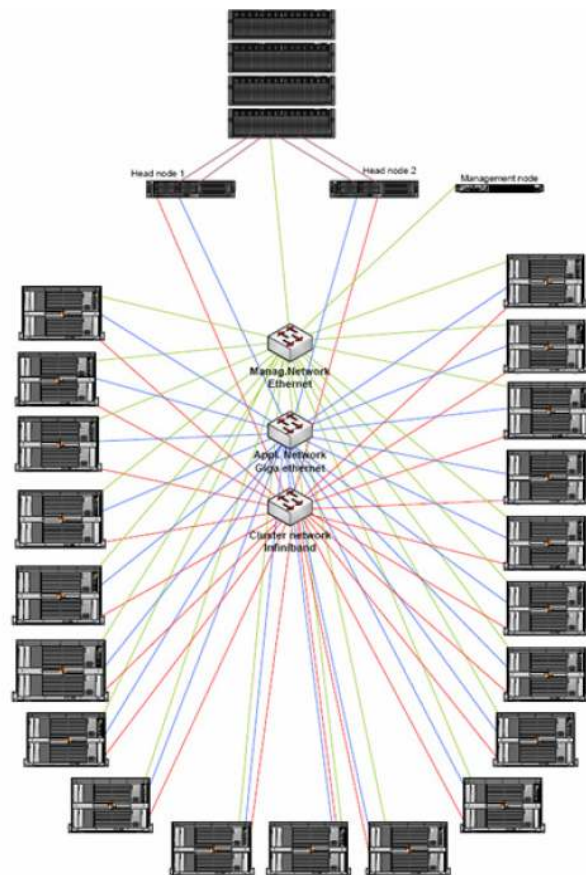 Head node 1
Head node 2
Management node
Manag.Network
Ethernet
Appl. Network
Giga ethernet
Cluster network
Infiniband